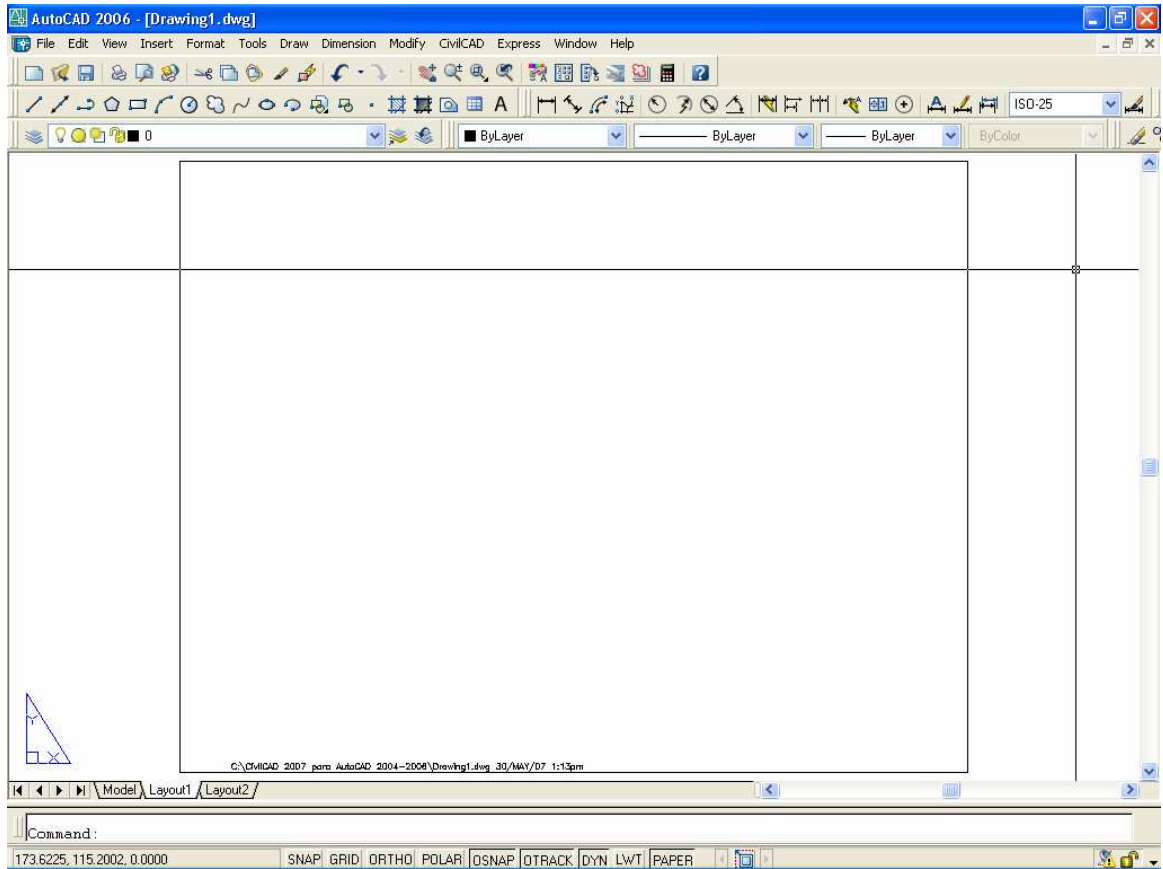 AutoCAD 2006 - [Drawing1.dwg]
File Edit View Insert Format Tools Draw Dimension Modify CivilCAD Express Window Help
A ISO-25
0 ByLayer ByLayer ByLayer ByColor
Y
X
C:\CIVILCAD 2007 para AutoCAD 2004-2006\Drawing1.dwg 30/MAY/07 1:13pm
Model Layout1 Layout2
Command:
173.6225, 115.2002, 0.0000 SNAP GRID ORTHO POLAR OSNAP OTRACK DYN LWT PAPER